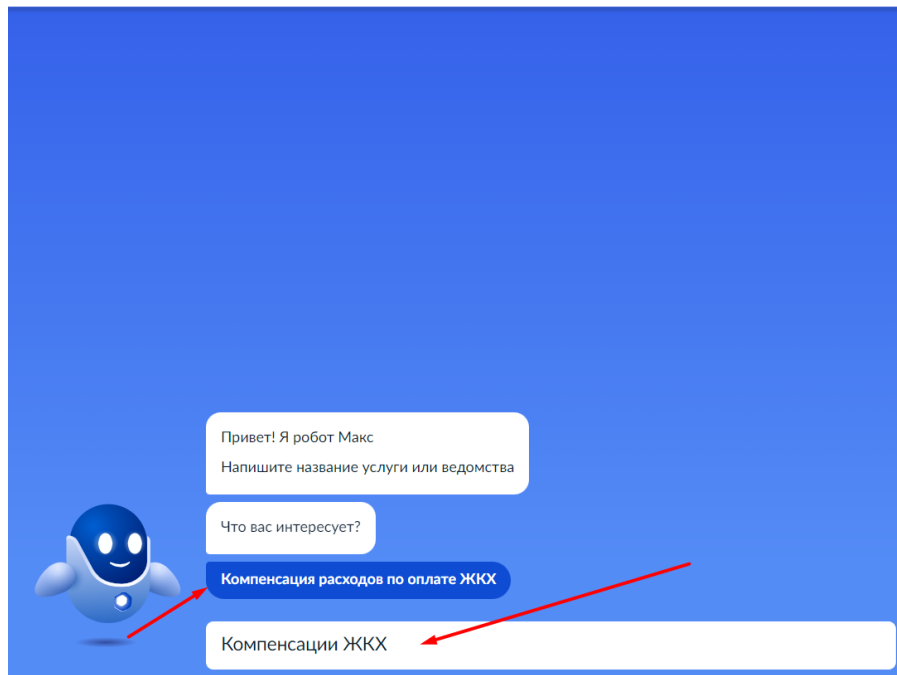 Привет! Я робот Макс
Напишите название услуги или ведомства
Что вас интересует?
Компенсация расходов по оплате ЖКХ
Компенсации ЖКХ